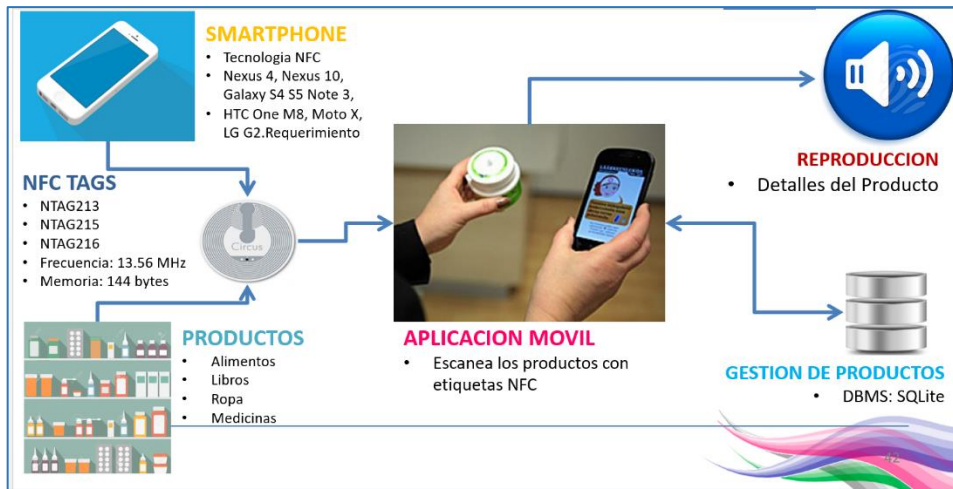 SMARTPHONE
• Tecnologia NFC
• Nexus 4, Nexus 10,
Galaxy S4 S5 Note 3,
• HTC One M8, Moto X,
LG G2.Requerimiento
NFC TAGS
• NTAG213
• NTAG215
• NTAG216
• Frecuencia: 13.56 MHz
• Memoria: 144 bytes
Circus
PRODUCTOS
• Alimentos
• Libros
• Ropa
• Medicinas
APLICACION MOVIL
• Escanea los productos con
etiquetas NFC
REPRODUCCION
• Detalles del Producto
GESTION DE PRODUCTOS
• DBMS: SQLite
42